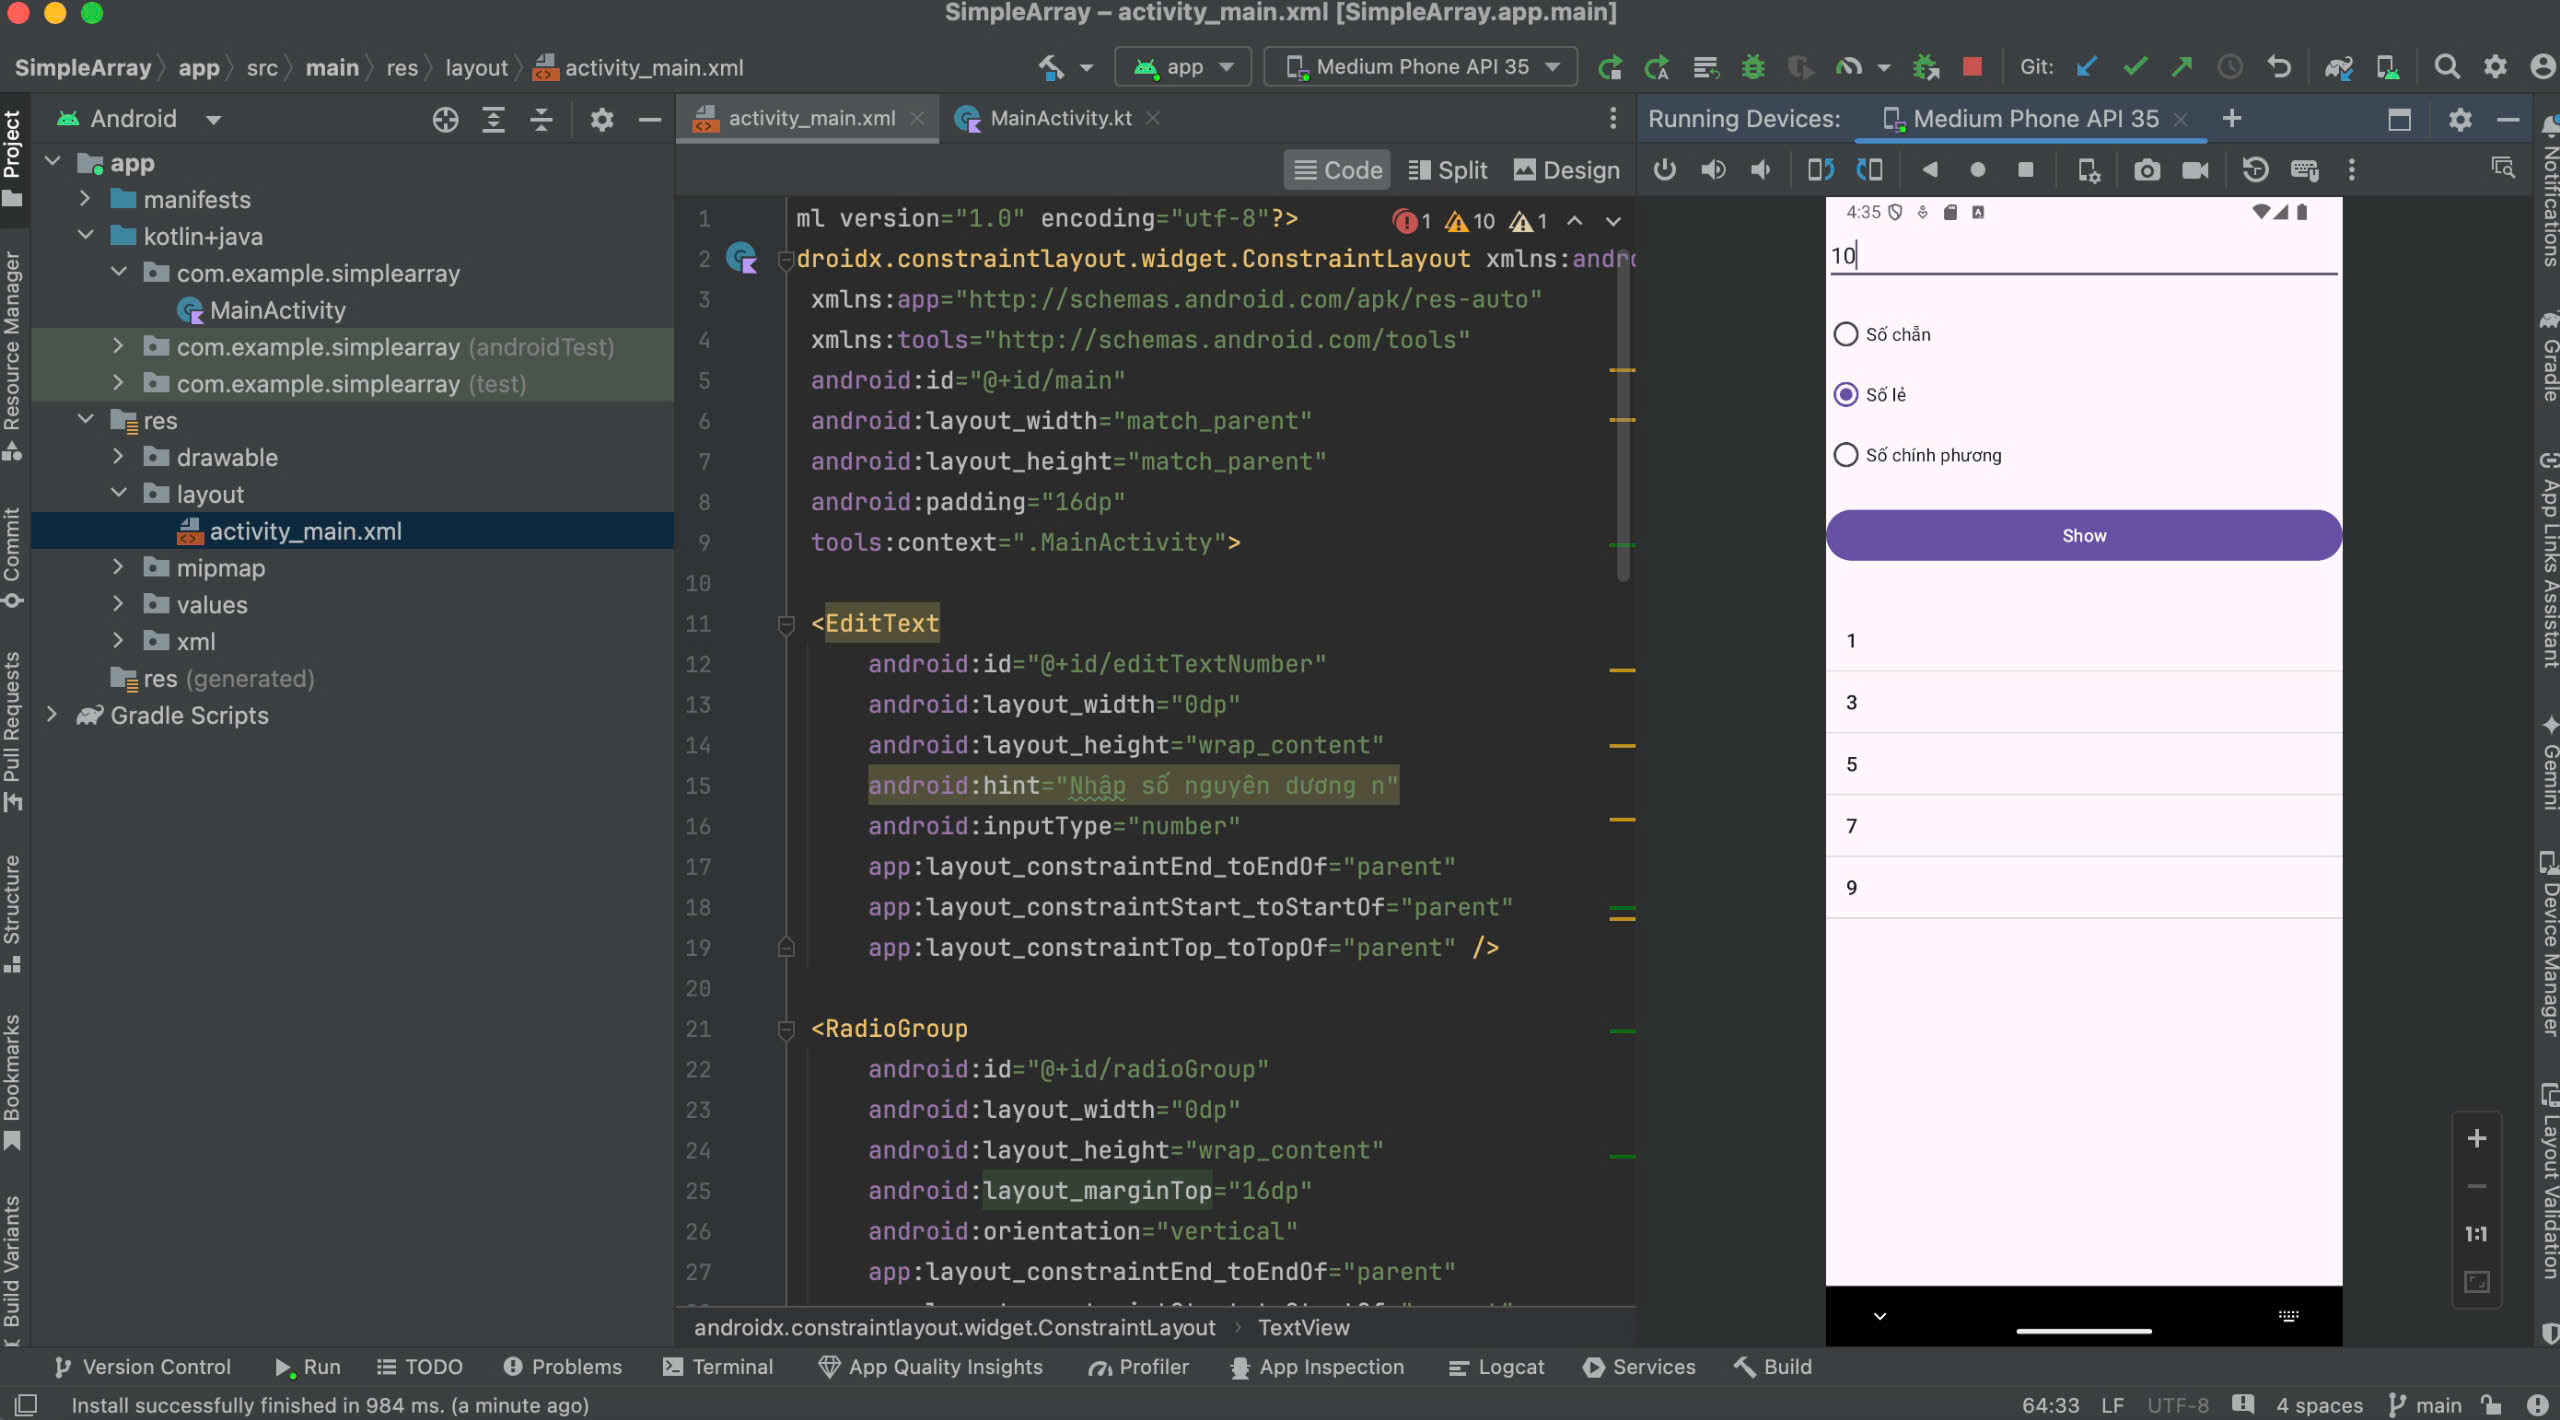 SimpleArray – activity_main.xml [SimpleArray.app.main]
SimpleArray app src main res layout activity_main.xml
app Medium Phone API 35 Git:
Project
Resource Manager
Commit
Pull Requests
Structure
Bookmarks
Build Variants
Android
app
manifests
kotlin+java
com.example.simplearray
MainActivity
com.example.simplearray (androidTest)
com.example.simplearray (test)
res
drawable
layout
activity_main.xml
mipmap
values
xml
res (generated)
Gradle Scripts
activity_main.xml MainActivity.kt
Code Split Design
1 10 1
1 ml version="1.0" encoding="utf-8"?>
2 droidx.constraintlayout.widget.ConstraintLayout xmlns:andr
3 xmlns:app="http://schemas.android.com/apk/res-auto"
4 xmlns:tools="http://schemas.android.com/tools"
5 android:id="@+id/main"
6 android:layout_width="match_parent"
7 android:layout_height="match_parent"
8 android:padding="16dp"
9 tools:context=".MainActivity">
10
11 <EditText
12 android:id="@+id/editTextNumber"
13 android:layout_width="0dp"
14 android:layout_height="wrap_content"
15 android:hint="Nhập số nguyên dương n"
16 android:inputType="number"
17 app:layout_constraintEnd_toEndOf="parent"
18 app:layout_constraintStart_toStartOf="parent"
19 app:layout_constraintTop_toTopOf="parent" />
20
21 <RadioGroup
22 android:id="@+id/radioGroup"
23 android:layout_width="0dp"
24 android:layout_height="wrap_content"
25 android:layout_marginTop="16dp"
26 android:orientation="vertical"
27 app:layout_constraintEnd_toEndOf="parent"
androidx.constraintlayout.widget.ConstraintLayout TextView
Running Devices: Medium Phone API 35
4:35
10
Số chẵn
Số lẻ
Số chính phương
Show
1
3
5
7
9
1:1
Notifications
Gradle
App Links Assistant
Gemini
Device Manager
Layout Validation
Version Control Run TODO Problems Terminal App Quality Insights Profiler App Inspection Logcat Services Build
Install successfully finished in 984 ms. (a minute ago) 64:33 LF UTF-8 4 spaces main